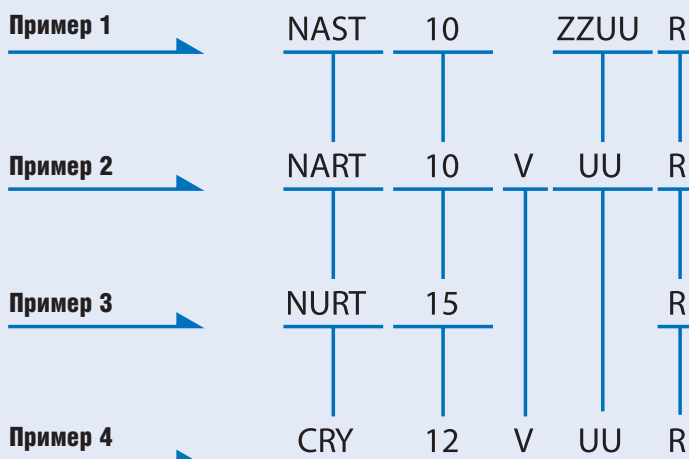 Пример 1 NAST 10 ZZUU R
Пример 2 NART 10 V UU R
Пример 3 NURT 15 R
Пример 4 CRY 12 V UU R